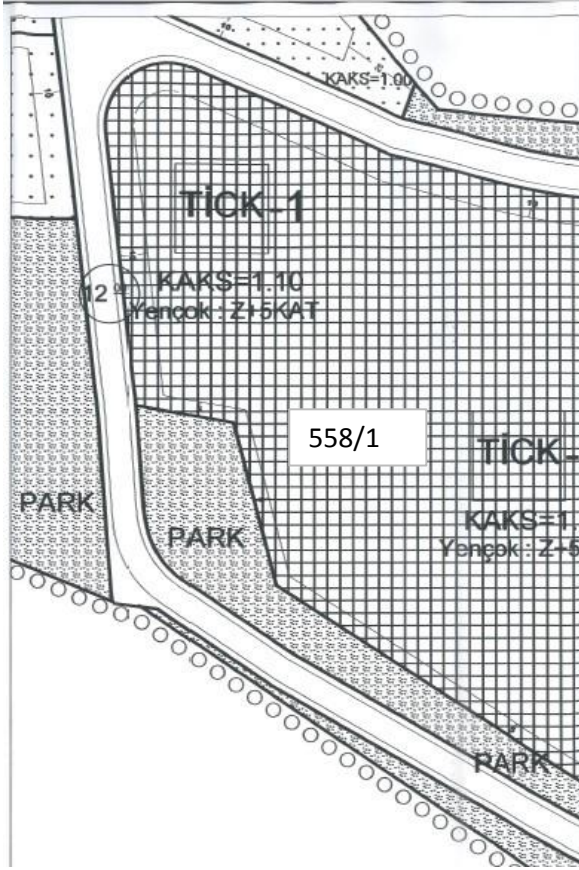 KAKS=1.00
TİCK-1
KAKS=1.10
Yençok : Z+5KAT
12
558/1
TİCK-
KAKS=1.
Yençok : Z+5
PARK
PARK
PARK